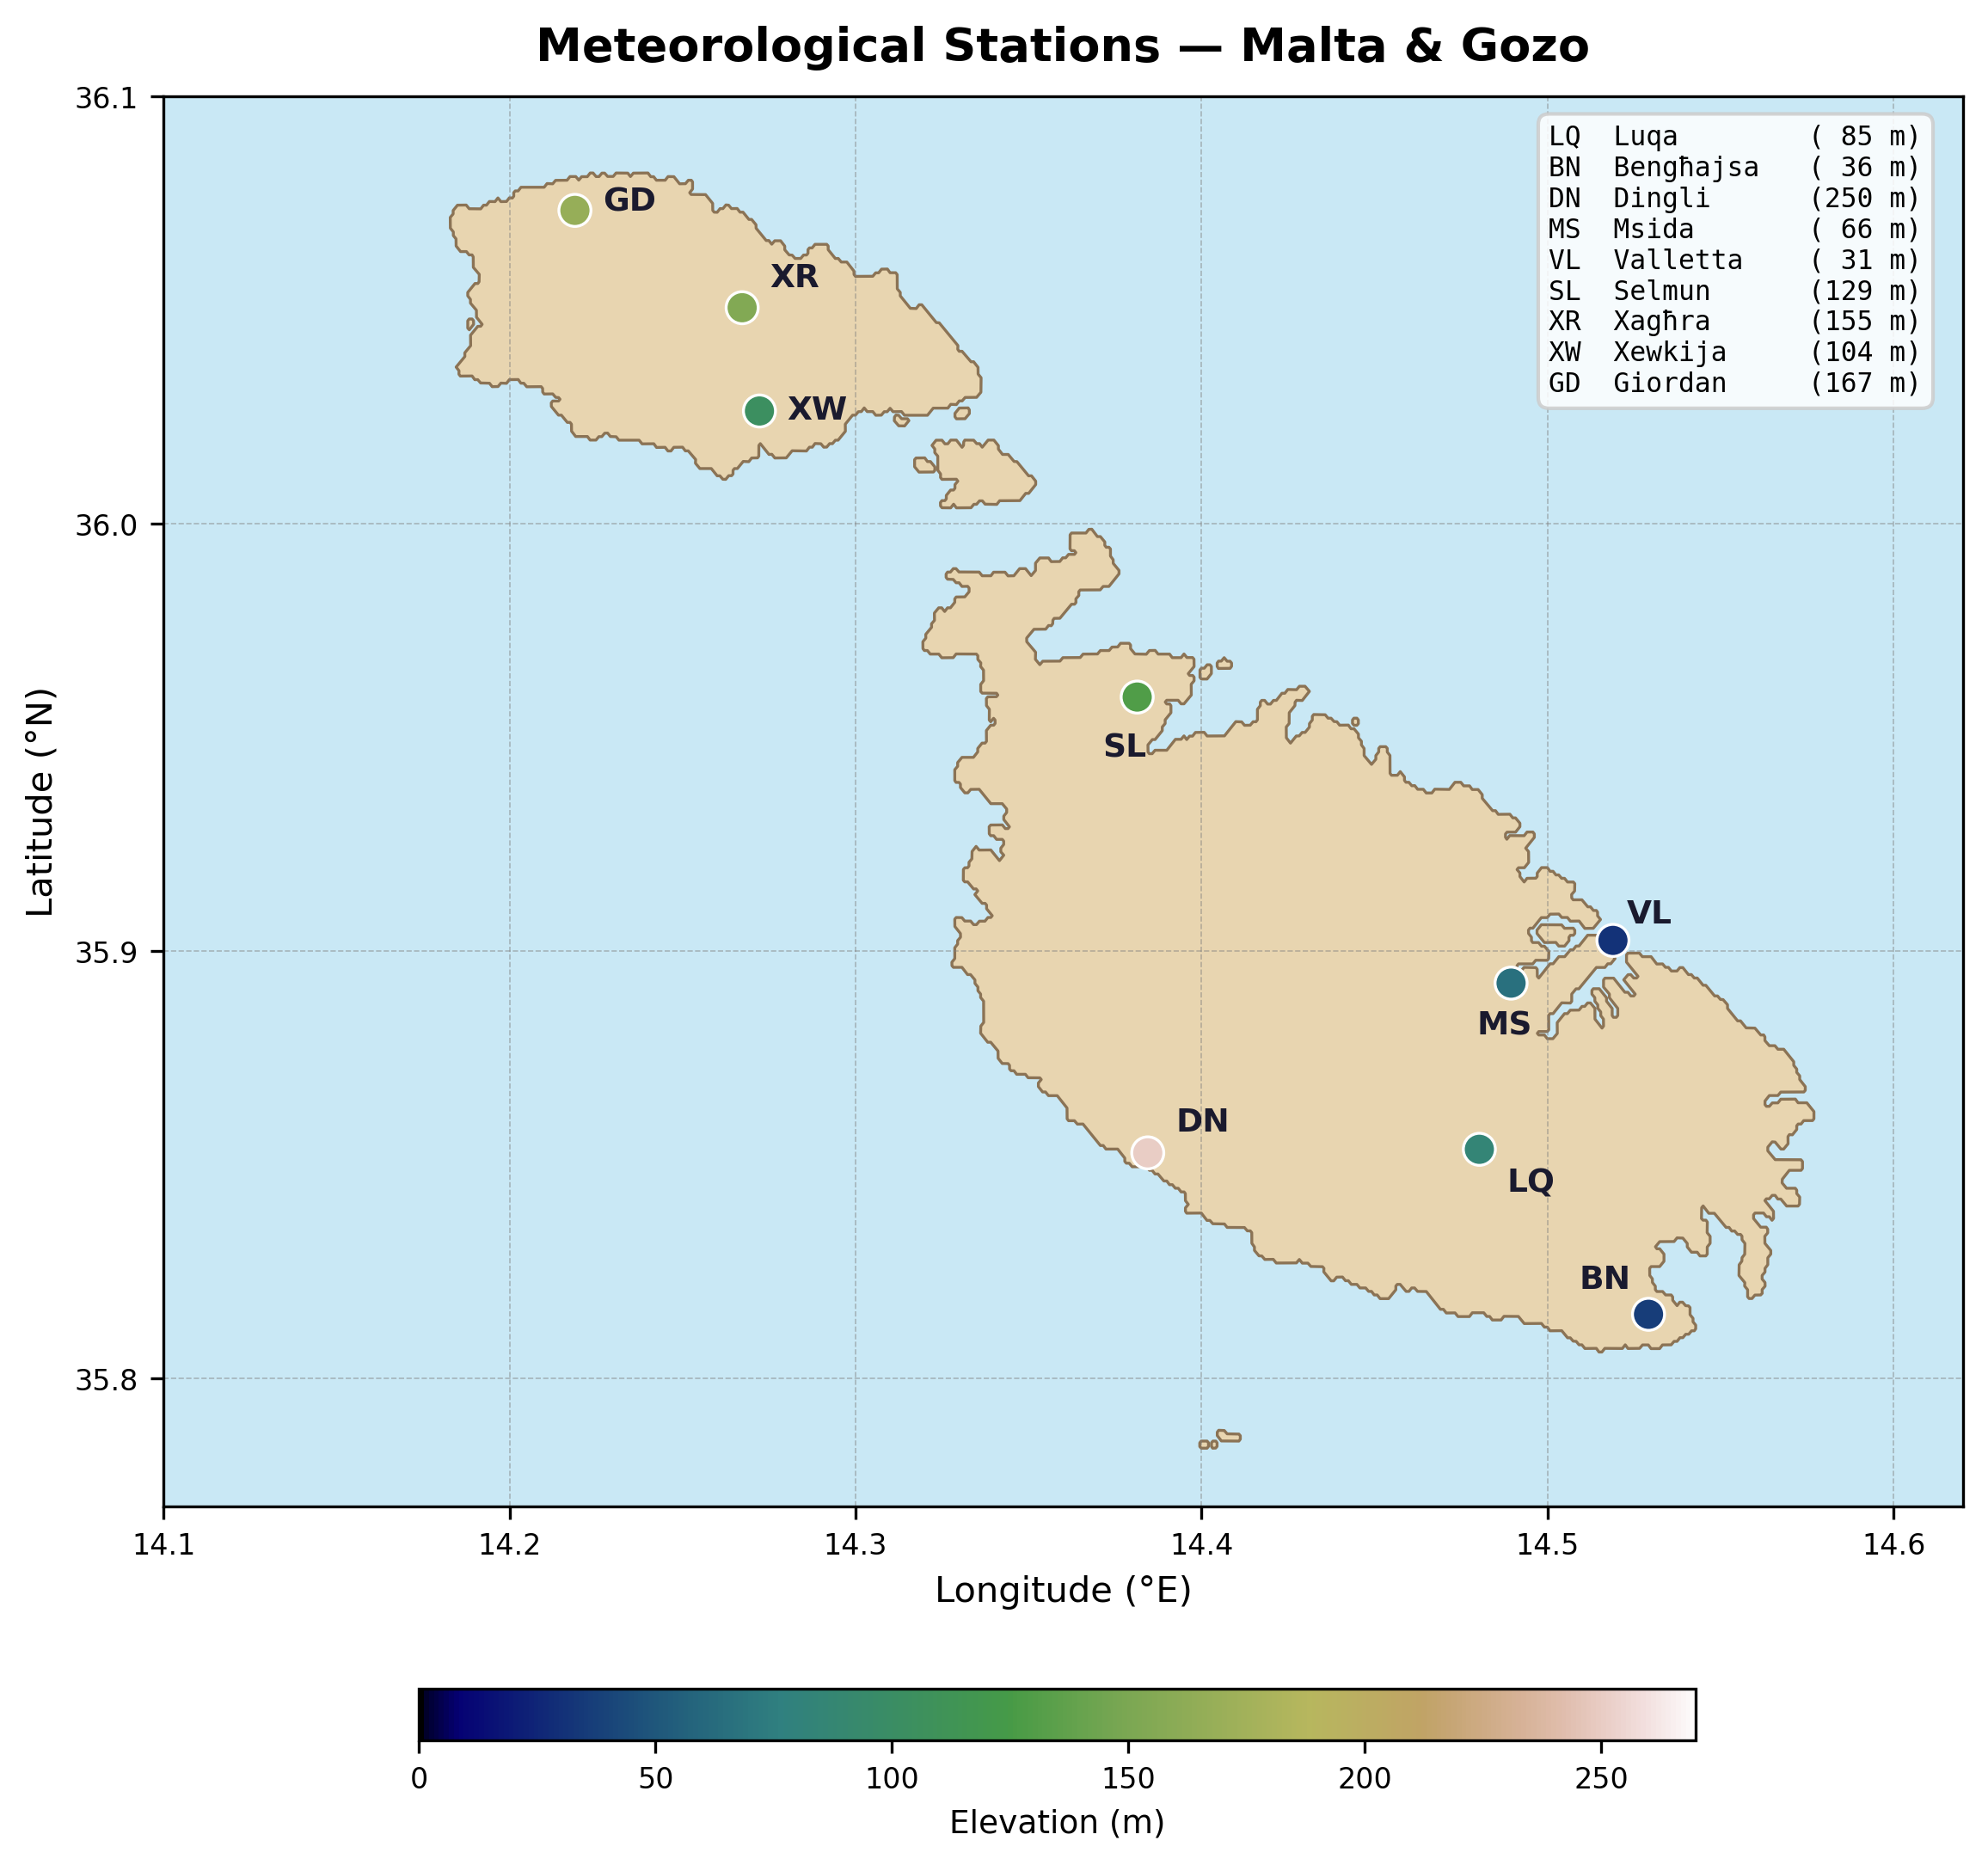 Meteorological Stations — Malta & Gozo
36.1
36.0
35.9
35.8
Latitude (°N)
LQ  Luqa        ( 85 m)
BN  Bengħajsa   ( 36 m)
DN  Dingli      (250 m)
MS  Msida       ( 66 m)
VL  Valletta    ( 31 m)
SL  Selmun      (129 m)
XR  Xagħra      (155 m)
XW  Xewkija     (104 m)
GD  Giordan     (167 m)
GD
XR
XW
SL
VL
MS
DN
LQ
BN
14.1 14.2 14.3 14.4 14.5 14.6
Longitude (°E)
0 50 100 150 200 250
Elevation (m)